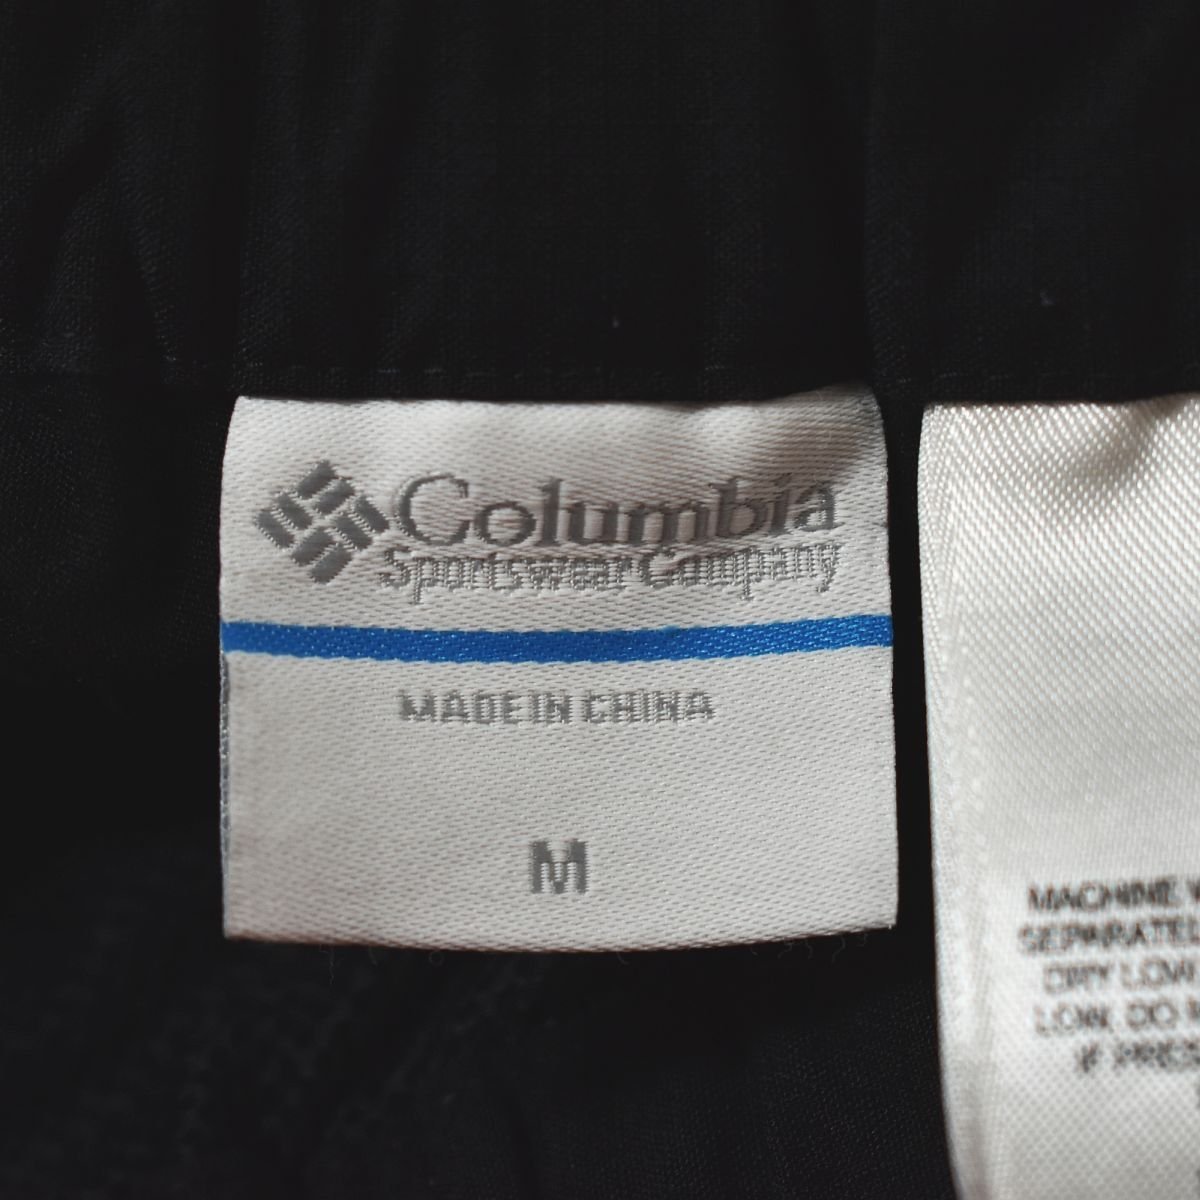 Columbia
Sportswear Company
MADE IN CHINA
M
MACHINE
SEPARATEL
DRY LOW
LOW. DO
IF PRES